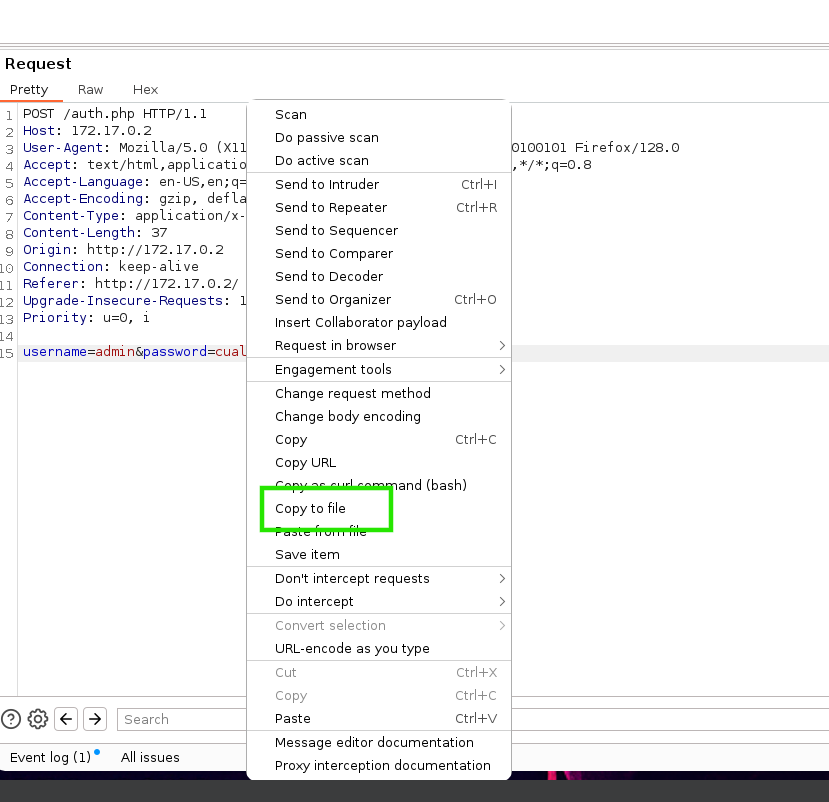 Request
Pretty Raw Hex
1 POST /auth.php HTTP/1.1
2 Host: 172.17.0.2
3 User-Agent: Mozilla/5.0 (X11 0100101 Firefox/128.0
4 Accept: text/html,applicatio ,*/*;q=0.8
5 Accept-Language: en-US,en;q=
6 Accept-Encoding: gzip, defla
7 Content-Type: application/x-
8 Content-Length: 37
9 Origin: http://172.17.0.2
10 Connection: keep-alive
11 Referer: http://172.17.0.2/
12 Upgrade-Insecure-Requests: 1
13 Priority: u=0, i
14
15 username=admin&password=cual
Scan
Do passive scan
Do active scan
Send to Intruder Ctrl+I
Send to Repeater Ctrl+R
Send to Sequencer
Send to Comparer
Send to Decoder
Send to Organizer Ctrl+O
Insert Collaborator payload
Request in browser
Engagement tools
Change request method
Change body encoding
Copy Ctrl+C
Copy URL
Copy as curl command (bash)
Copy to file
Paste from file
Save item
Don't intercept requests
Do intercept
Convert selection
URL-encode as you type
Cut Ctrl+X
Copy Ctrl+C
Paste Ctrl+V
Message editor documentation
Proxy interception documentation
Search
Event log (1) All issues